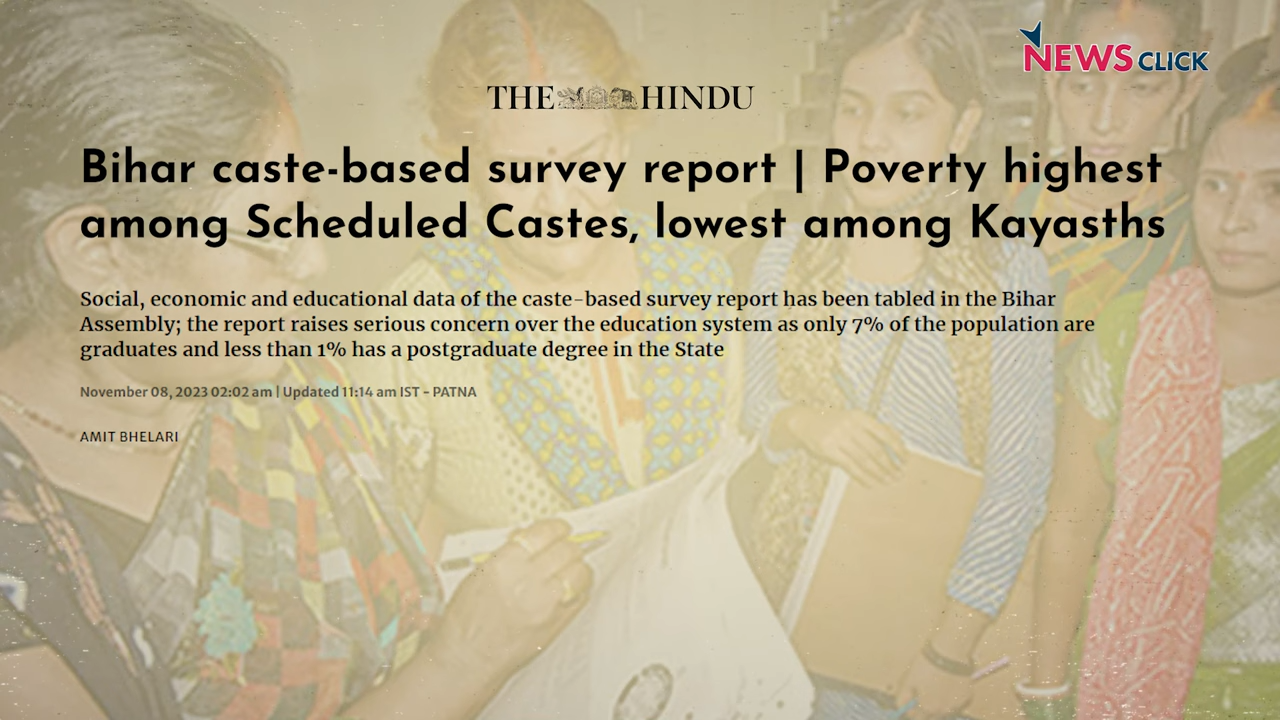 NEWS CLICK
THE HINDU
Bihar caste-based survey report | Poverty highest
among Scheduled Castes, lowest among Kayasths
Social, economic and educational data of the caste-based survey report has been tabled in the Bihar
Assembly; the report raises serious concern over the education system as only 7% of the population are
graduates and less than 1% has a postgraduate degree in the State
November 08, 2023 02:02 am | Updated 11:14 am IST - PATNA
AMIT BHELARI